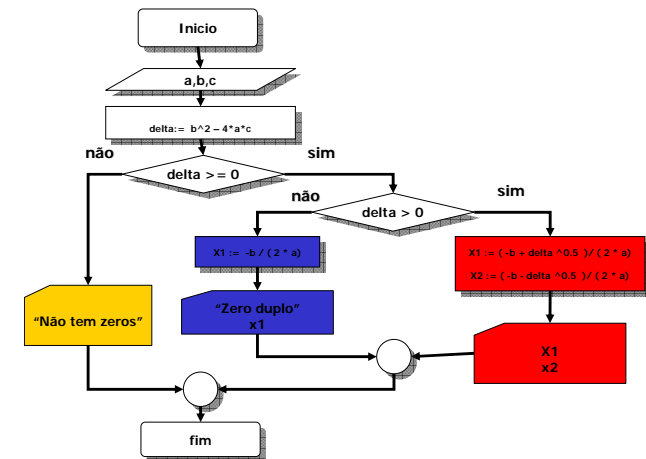 Inicio
a,b,c
delta:= b^2 – 4*a*c
não
sim
delta >= 0
não
sim
delta > 0
X1 := -b / ( 2 * a)
X1 := ( -b + delta ^0.5 )/ ( 2 * a)
X2 := ( -b - delta ^0.5 )/ ( 2 * a)
“Não tem zeros”
“Zero duplo”
x1
X1
x2
fim